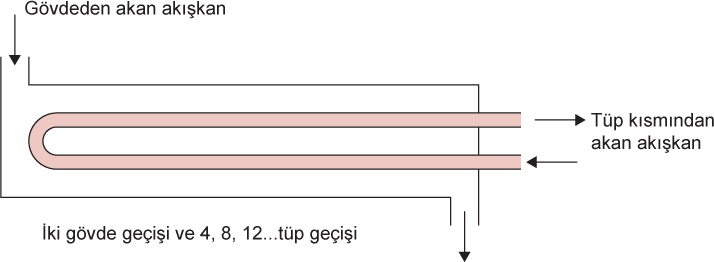 Gövdeden akan akışkan
Tüp kısmından
akan akışkan
İki gövde geçişi ve 4, 8, 12...tüp geçişi